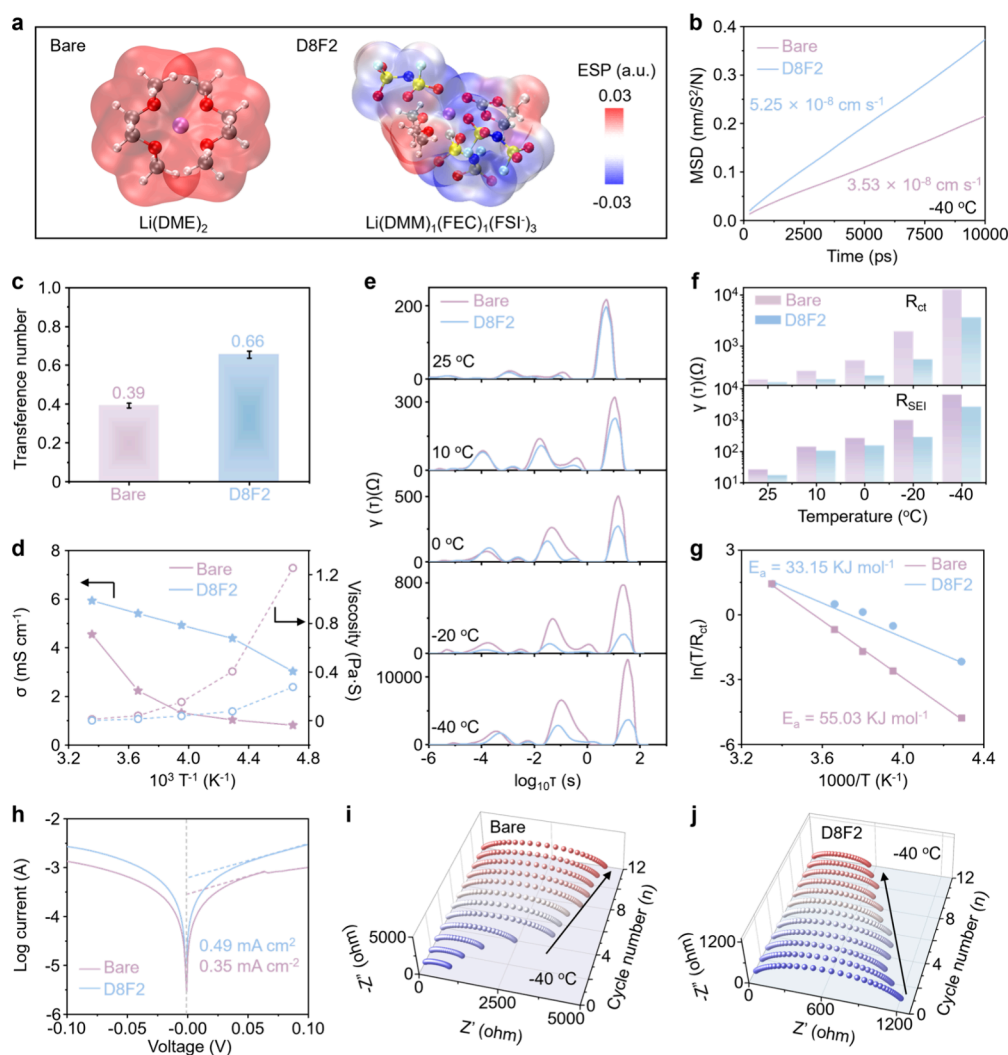 a
Bare
D8F2
ESP (a.u.)
0.03
-0.03
Li(DME)2
Li(DMM)1(FEC)1(FSI-)3
b
MSD (nm/S²/N)
0.4
0.3
0.2
0.1
0.0
Bare
D8F2
5.25 × 10⁻⁸ cm s⁻¹
3.53 × 10⁻⁸ cm s⁻¹
-40 °C
0 2500 5000 7500 10000
Time (ps)
c
Transference number
1.0
0.8
0.6
0.4
0.2
0
0.39
0.66
Bare
D8F2
d
σ (mS cm⁻¹)
8
6
4
2
0
Bare
D8F2
1.2
0.8
0.4
0
Viscosity (Pa·S)
3.2 3.6 4.0 4.4 4.8
10³ T⁻¹ (K⁻¹)
e
γ (τ)(Ω)
Bare
D8F2
200
0
25 °C
300
0
10 °C
500
0
0 °C
800
0
-20 °C
10000
0
-40 °C
-6 -4 -2 0 2
log₁₀τ (s)
f
γ (τ)(Ω)
Bare
D8F2
Rct
10⁴
10³
10⁴
10³
10²
10¹
RSEI
25 10 0 -20 -40
Temperature (°C)
g
ln(T/Rct)
3
0
-3
-6
Ea = 33.15 KJ mol⁻¹
Bare
D8F2
Ea = 55.03 KJ mol⁻¹
3.2 3.6 4.0 4.4
1000/T (K⁻¹)
h
Log current (A)
-2
-3
-4
-5
-6
Bare
D8F2
0.49 mA cm²
0.35 mA cm⁻²
-0.10 -0.05 -0.00 0.05 0.10
Voltage (V)
i
Bare
-40 °C
-40 °C
-Z'' (ohm)
5000
0
0 2500 5000
Z' (ohm)
0 4 8 12
Cycle number (n)
j
D8F2
-40 °C
-Z'' (ohm)
1200
0
0 600 1200
Z' (ohm)
0 2 4 8 12
Cycle number (n)